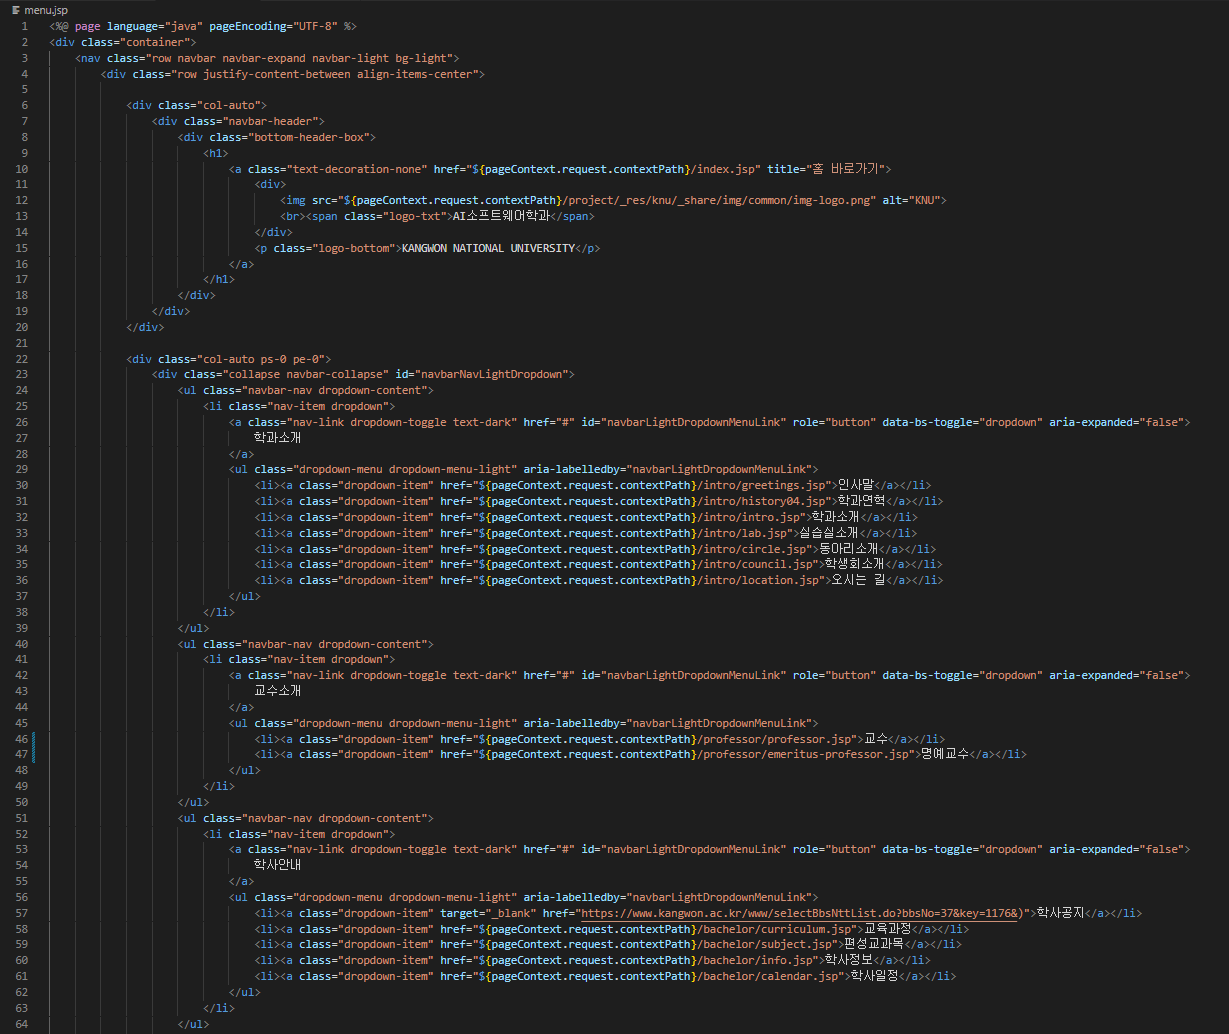 menu.jsp
1 <%@ page language="java" pageEncoding="UTF-8" %>
2 <div class="container">
3 <nav class="row navbar navbar-expand navbar-light bg-light">
4 <div class="row justify-content-between align-items-center">
5
6 <div class="col-auto">
7 <div class="navbar-header">
8 <div class="bottom-header-box">
9 <h1>
10 <a class="text-decoration-none" href="${pageContext.request.contextPath}/index.jsp" title="홈 바로가기">
11 <div>
12 <img src="${pageContext.request.contextPath}/project/_res/knu/_share/img/common/img-logo.png" alt="KNU">
13 <br><span class="logo-txt">AI소프트웨어학과</span>
14 </div>
15 <p class="logo-bottom">KANGWON NATIONAL UNIVERSITY</p>
16 </a>
17 </h1>
18 </div>
19 </div>
20 </div>
21
22 <div class="col-auto ps-0 pe-0">
23 <div class="collapse navbar-collapse" id="navbarNavLightDropdown">
24 <ul class="navbar-nav dropdown-content">
25 <li class="nav-item dropdown">
26 <a class="nav-link dropdown-toggle text-dark" href="#" id="navbarLightDropdownMenuLink" role="button" data-bs-toggle="dropdown" aria-expanded="false">
27 학과소개
28 </a>
29 <ul class="dropdown-menu dropdown-menu-light" aria-labelledby="navbarLightDropdownMenuLink">
30 <li><a class="dropdown-item" href="${pageContext.request.contextPath}/intro/greetings.jsp">인사말</a></li>
31 <li><a class="dropdown-item" href="${pageContext.request.contextPath}/intro/history04.jsp">학과연혁</a></li>
32 <li><a class="dropdown-item" href="${pageContext.request.contextPath}/intro/intro.jsp">학과소개</a></li>
33 <li><a class="dropdown-item" href="${pageContext.request.contextPath}/intro/lab.jsp">실습실소개</a></li>
34 <li><a class="dropdown-item" href="${pageContext.request.contextPath}/intro/circle.jsp">동아리소개</a></li>
35 <li><a class="dropdown-item" href="${pageContext.request.contextPath}/intro/council.jsp">학생회소개</a></li>
36 <li><a class="dropdown-item" href="${pageContext.request.contextPath}/intro/location.jsp">오시는 길</a></li>
37 </ul>
38 </li>
39 </ul>
40 <ul class="navbar-nav dropdown-content">
41 <li class="nav-item dropdown">
42 <a class="nav-link dropdown-toggle text-dark" href="#" id="navbarLightDropdownMenuLink" role="button" data-bs-toggle="dropdown" aria-expanded="false">
43 교수소개
44 </a>
45 <ul class="dropdown-menu dropdown-menu-light" aria-labelledby="navbarLightDropdownMenuLink">
46 <li><a class="dropdown-item" href="${pageContext.request.contextPath}/professor/professor.jsp">교수</a></li>
47 <li><a class="dropdown-item" href="${pageContext.request.contextPath}/professor/emeritus-professor.jsp">명예교수</a></li>
48 </ul>
49 </li>
50 </ul>
51 <ul class="navbar-nav dropdown-content">
52 <li class="nav-item dropdown">
53 <a class="nav-link dropdown-toggle text-dark" href="#" id="navbarLightDropdownMenuLink" role="button" data-bs-toggle="dropdown" aria-expanded="false">
54 학사안내
55 </a>
56 <ul class="dropdown-menu dropdown-menu-light" aria-labelledby="navbarLightDropdownMenuLink">
57 <li><a class="dropdown-item" target="_blank" href="https://www.kangwon.ac.kr/www/selectBbsNttList.do?bbsNo=37&key=1176&)">학사공지</a></li>
58 <li><a class="dropdown-item" href="${pageContext.request.contextPath}/bachelor/curriculum.jsp">교육과정</a></li>
59 <li><a class="dropdown-item" href="${pageContext.request.contextPath}/bachelor/subject.jsp">편성교과목</a></li>
60 <li><a class="dropdown-item" href="${pageContext.request.contextPath}/bachelor/info.jsp">학사정보</a></li>
61 <li><a class="dropdown-item" href="${pageContext.request.contextPath}/bachelor/calendar.jsp">학사일정</a></li>
62 </ul>
63 </li>
64 </ul>